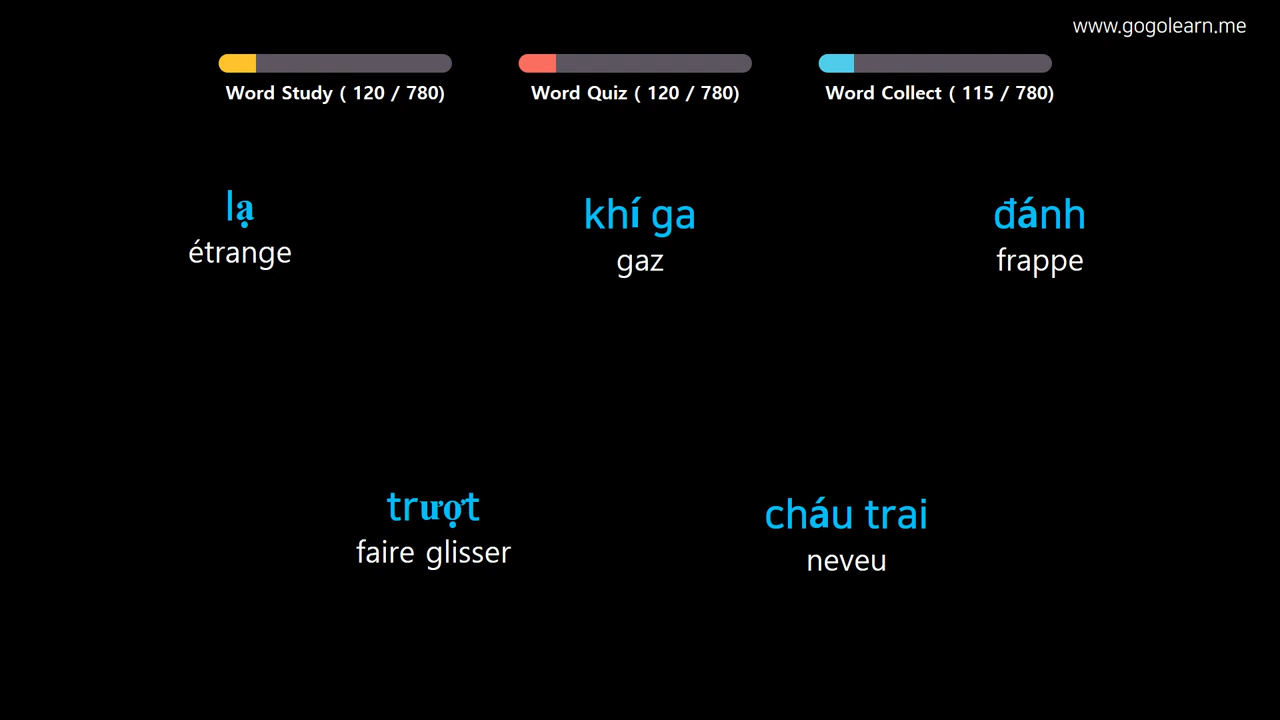 www.gogolearn.me
Word Study ( 120 / 780)
Word Quiz ( 120 / 780)
Word Collect ( 115 / 780)
lạ
étrange
khí ga
gaz
đánh
frappe
trượt
faire glisser
cháu trai
neveu